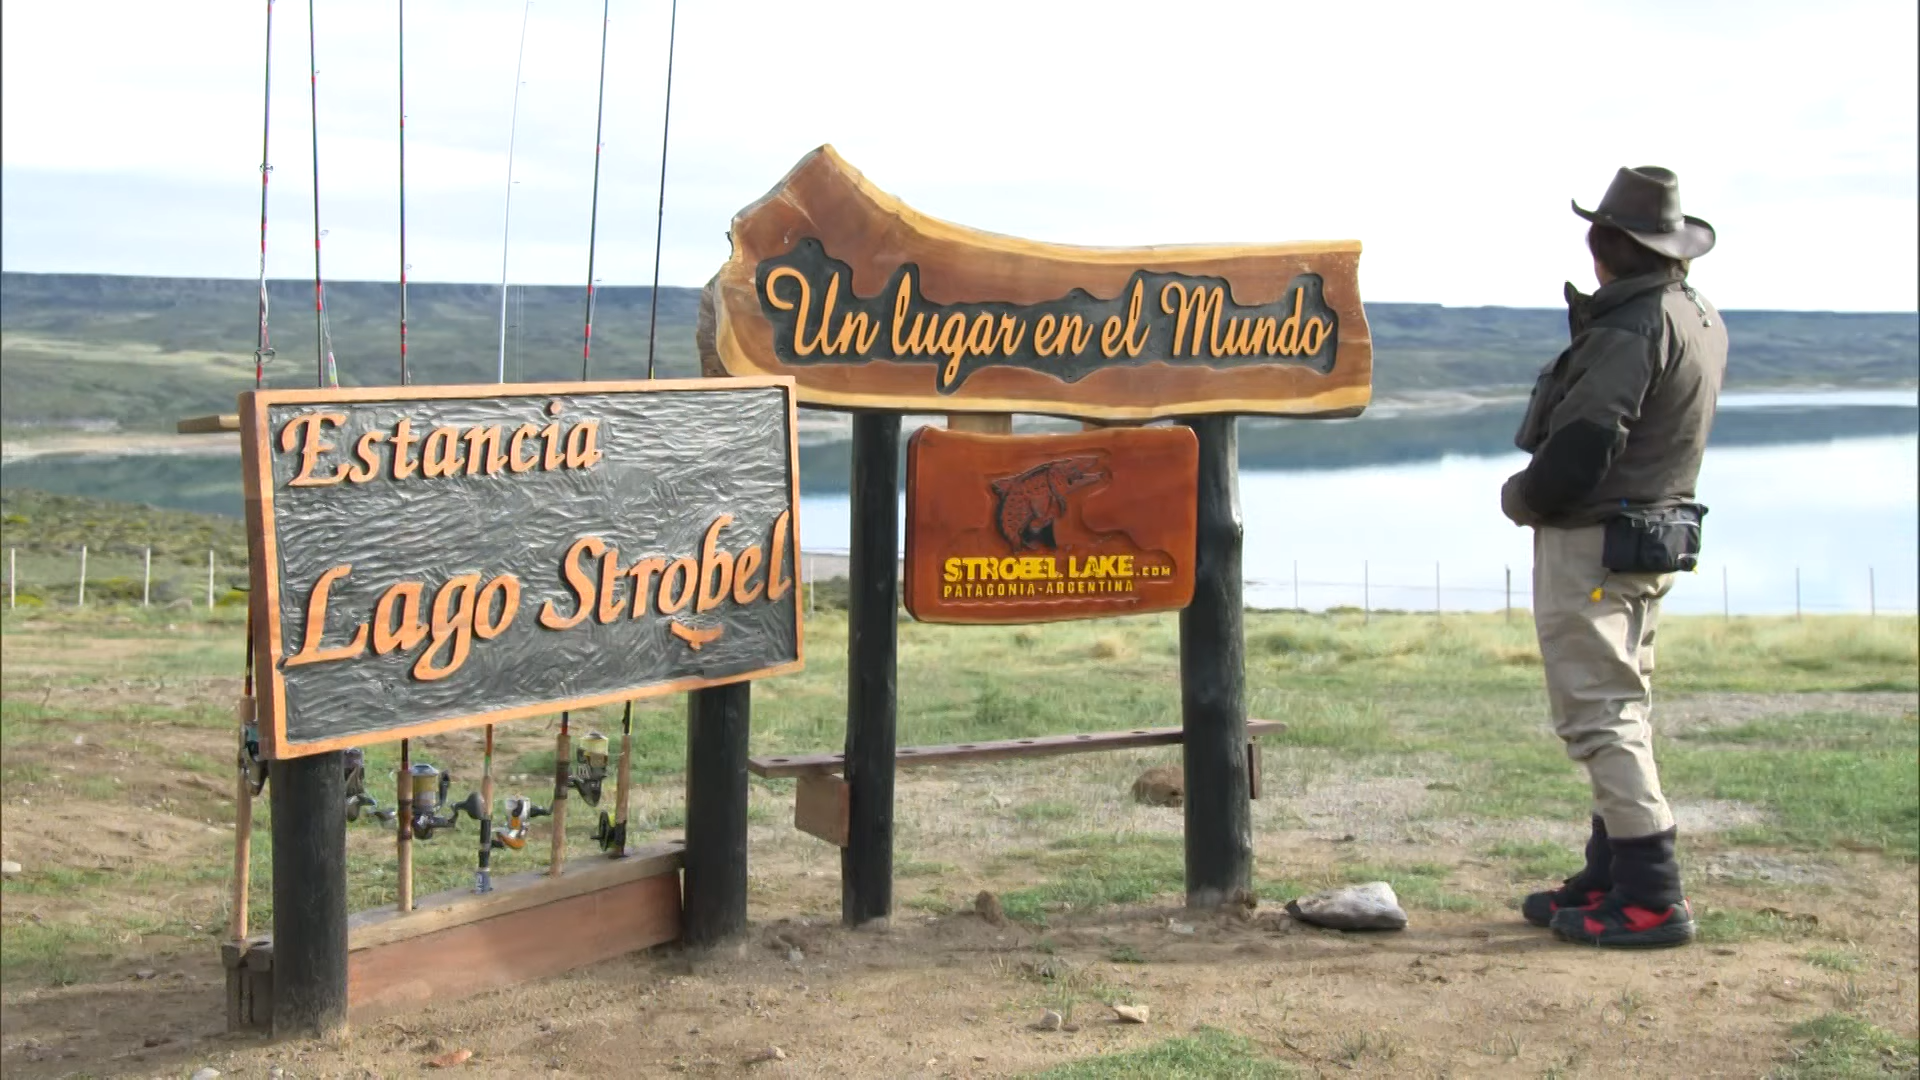 Estancia
Lago Strobel
Un lugar en el Mundo
STROBEL LAKE.COM
PATAGONIA-ARGENTINA